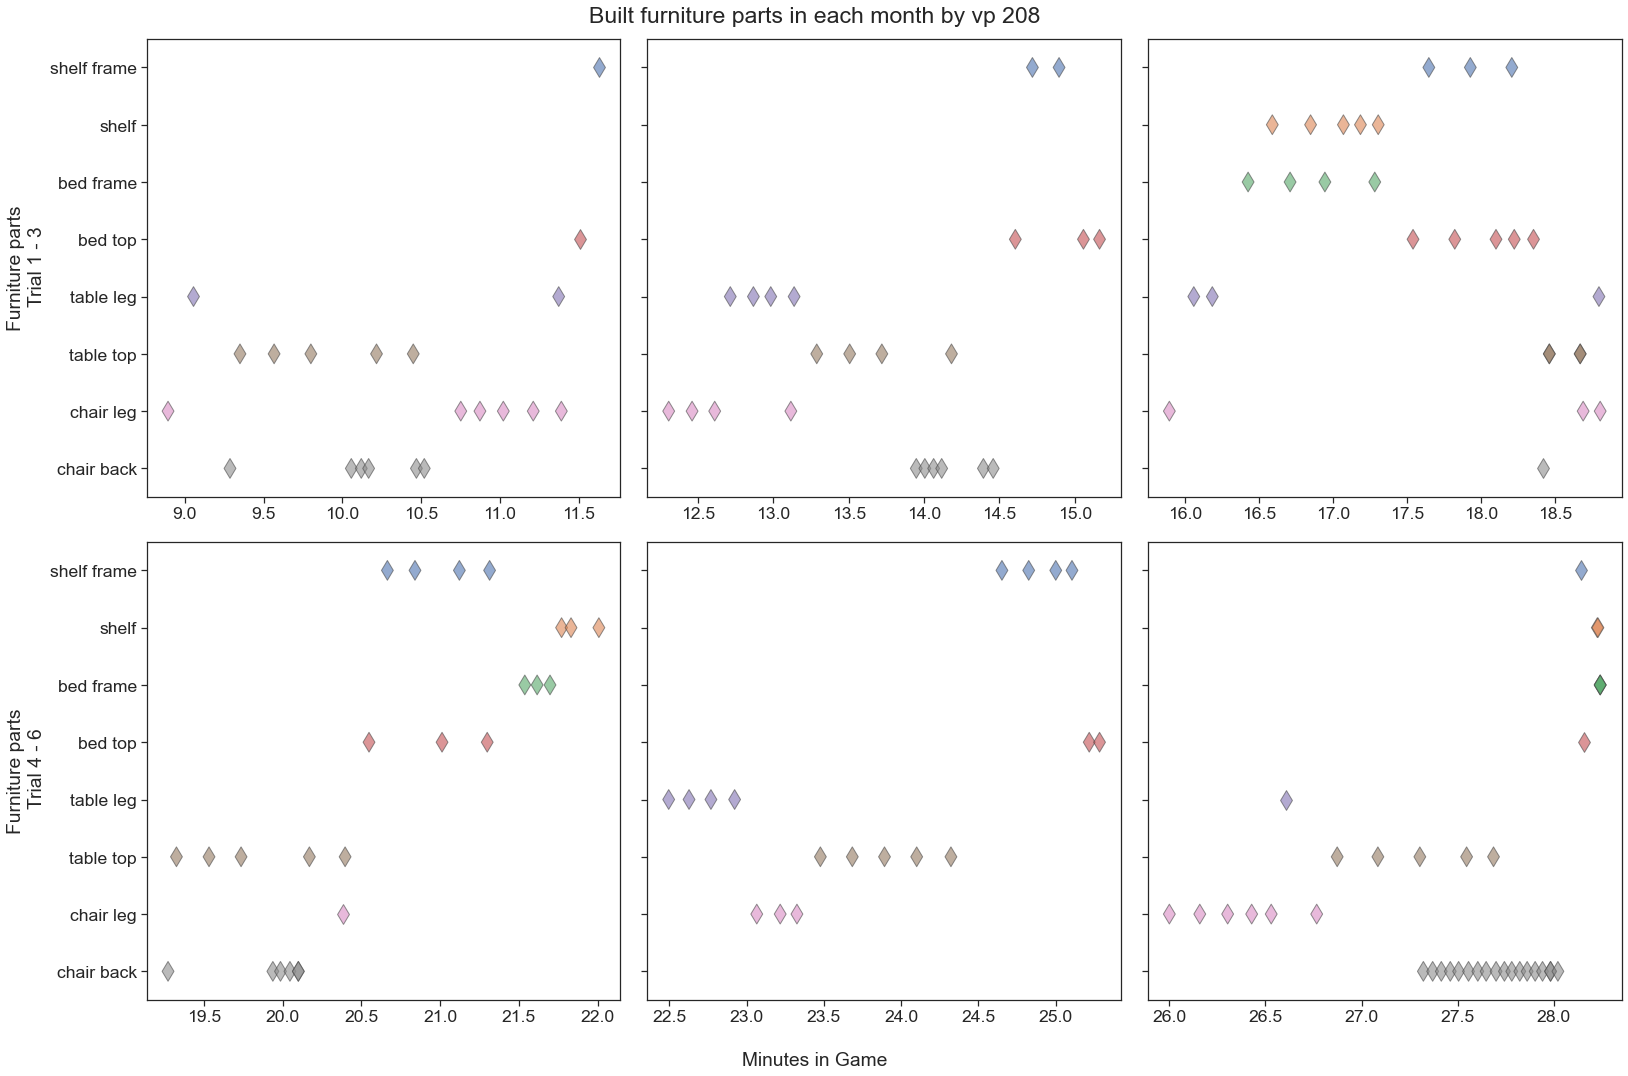 Built furniture parts in each month by vp 208
Furniture parts
Trial 1 - 3
shelf frame
shelf
bed frame
bed top
table leg
table top
chair leg
chair back
9.0 9.5 10.0 10.5 11.0 11.5
12.5 13.0 13.5 14.0 14.5 15.0
16.0 16.5 17.0 17.5 18.0 18.5
Furniture parts
Trial 4 - 6
shelf frame
shelf
bed frame
bed top
table leg
table top
chair leg
chair back
19.5 20.0 20.5 21.0 21.5 22.0
22.5 23.0 23.5 24.0 24.5 25.0
26.0 26.5 27.0 27.5 28.0
Minutes in Game